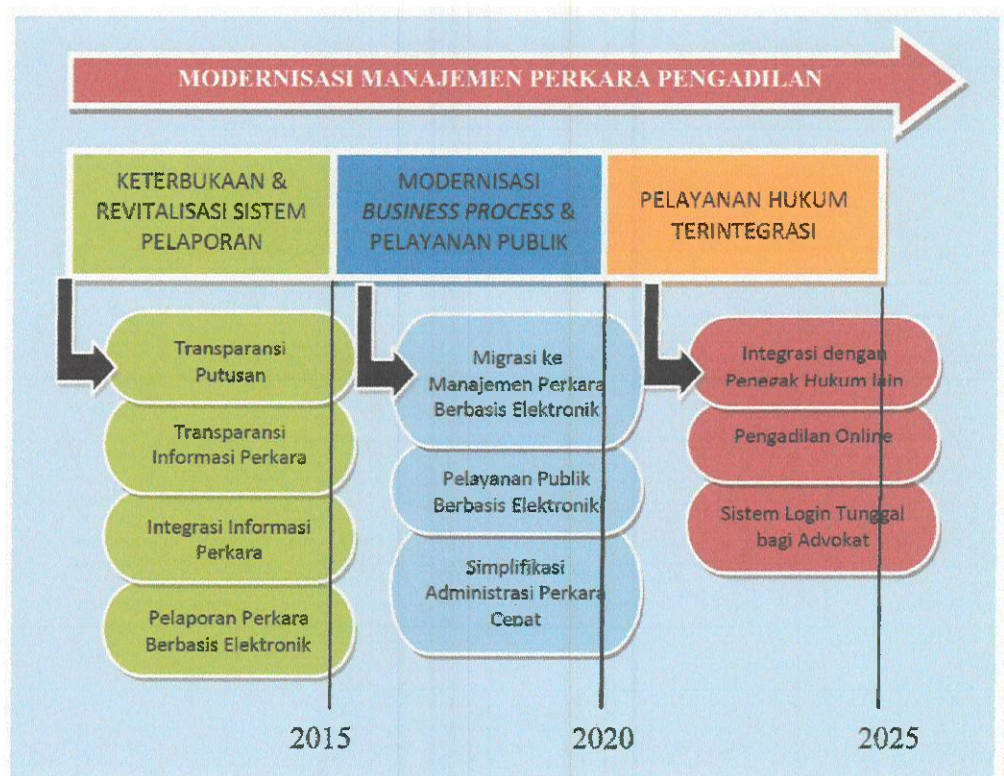 MODERNISASI MANAJEMEN PERKARA PENGADILAN
KETERBUKAAN &
REVITALISASI SISTEM
PELAPORAN
MODERNISASI
BUSINESS PROCESS &
PELAYANAN PUBLIK
PELAYANAN HUKUM
TERINTEGRASI
Transparansi
Putusan
Transparansi
Informasi Perkara
Integrasi Informasi
Perkara
Pelaporan Perkara
Berbasis Elektronik
Migrasi ke
Manajemen Perkara
Berbasis Elektronik
Pelayanan Publik
Berbasis Elektronik
Simplifikasi
Administrasi Perkara
Cepat
Integrasi dengan
Penegak Hukum lain
Pengadilan Online
Sistem Login Tunggal
bagi Advokat
2015
2020
2025